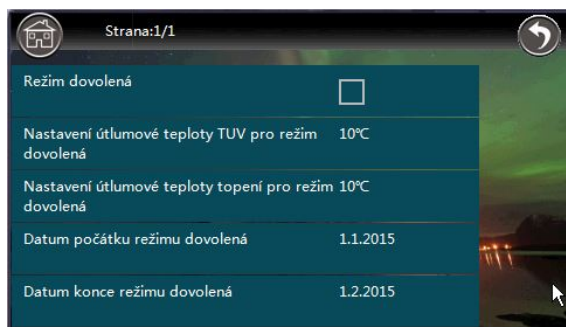 Strana:1/1
Režim dovolená
Nastavení útlumové teploty TUV pro režim 10℃
dovolená
Nastavení útlumové teploty topení pro režim 10℃
dovolená
Datum počátku režimu dovolená 1.1.2015
Datum konce režimu dovolená 1.2.2015